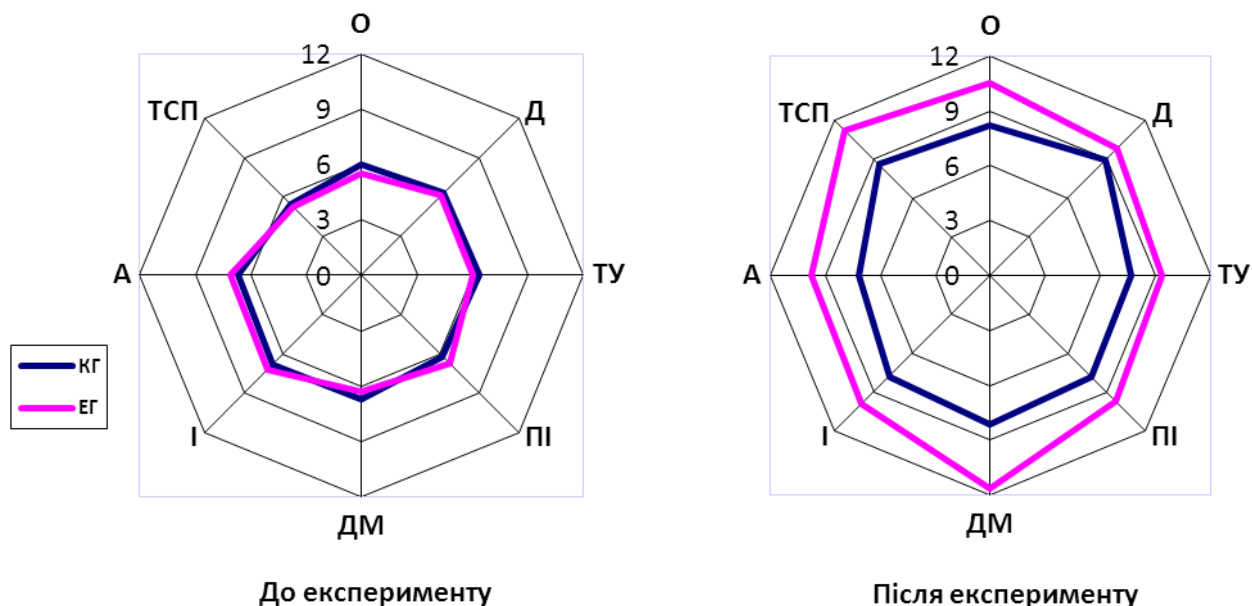 О
12
9
6
3
0
Д
ТУ
ПІ
ДМ
І
А
ТСП
КГ
ЕГ
До експерименту
О
12
9
6
3
0
Д
ТУ
ПІ
ДМ
І
А
ТСП
Після експерименту